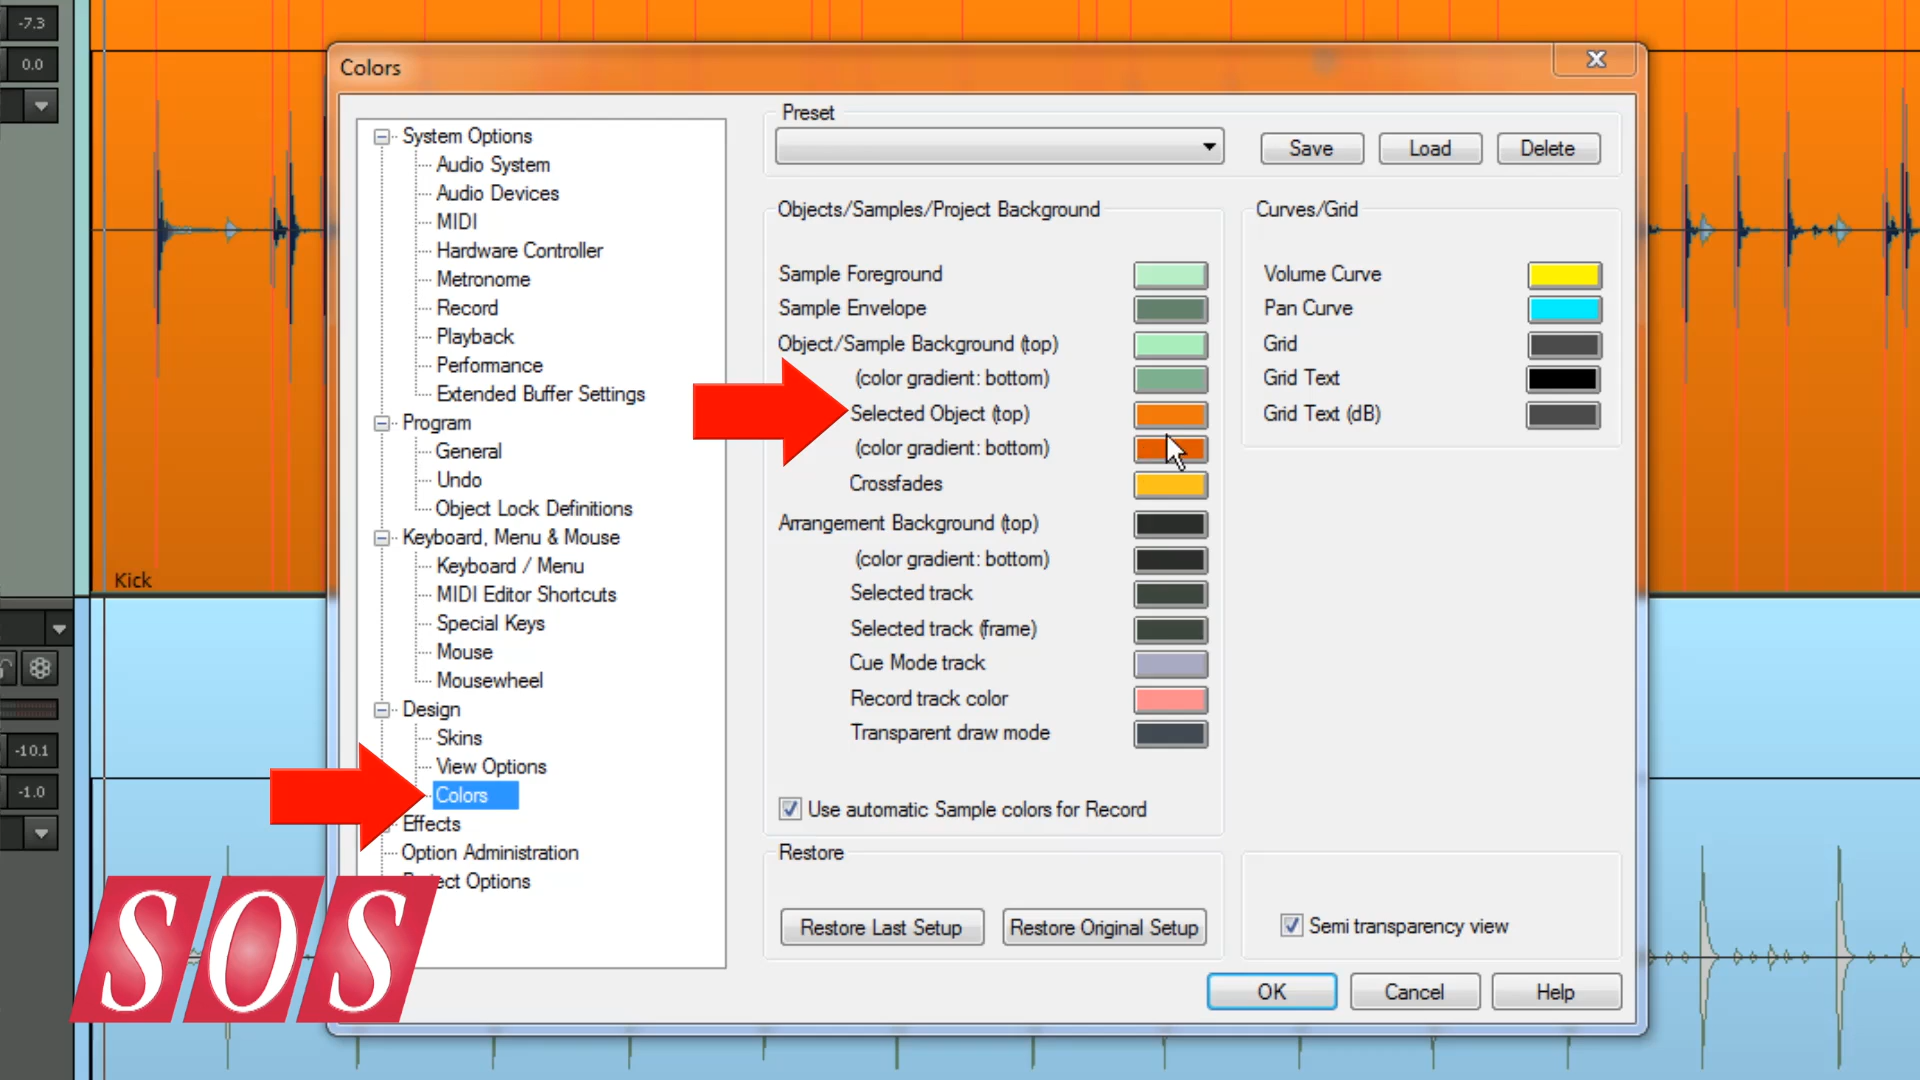 -7.3
0.0
Kick
-10.1
-1.0
Colors
x
System Options
Audio System
Audio Devices
MIDI
Hardware Controller
Metronome
Record
Playback
Performance
Extended Buffer Settings
Program
General
Undo
Object Lock Definitions
Keyboard, Menu & Mouse
Keyboard / Menu
MIDI Editor Shortcuts
Special Keys
Mouse
Mousewheel
Design
Skins
View Options
Colors
Effects
Option Administration
ect Options
Preset
Save
Load
Delete
Objects/Samples/Project Background
Sample Foreground
Sample Envelope
Object/Sample Background (top)
(color gradient: bottom)
Selected Object (top)
(color gradient: bottom)
Crossfades
Arrangement Background (top)
(color gradient: bottom)
Selected track
Selected track (frame)
Cue Mode track
Record track color
Transparent draw mode
Use automatic Sample colors for Record
Curves/Grid
Volume Curve
Pan Curve
Grid
Grid Text
Grid Text (dB)
Restore
Restore Last Setup
Restore Original Setup
Semi transparency view
OK
Cancel
Help
SOS